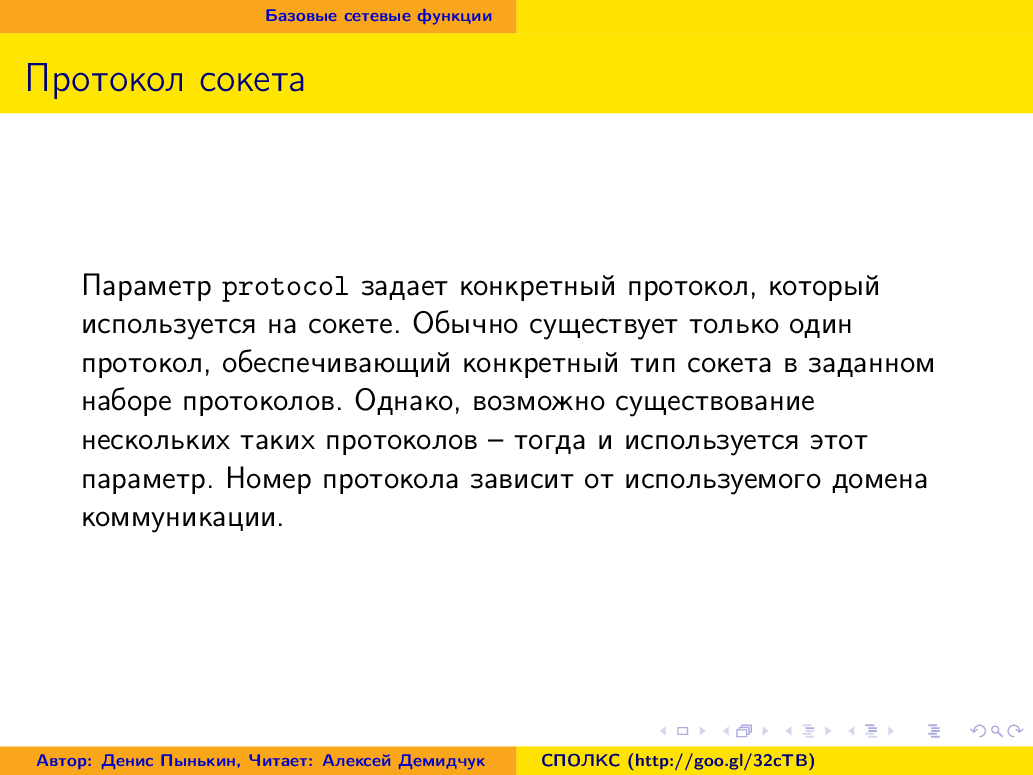 Базовые сетевые функции
Протокол сокета
Параметр protocol задает конкретный протокол, который
используется на сокете. Обычно существует только один
протокол, обеспечивающий конкретный тип сокета в заданном
наборе протоколов. Однако, возможно существование
нескольких таких протоколов – тогда и используется этот
параметр. Номер протокола зависит от используемого домена
коммуникации.
Автор: Денис Пынькин, Читает: Алексей Демидчук
СПОЛКС (http://goo.gl/32cTB)